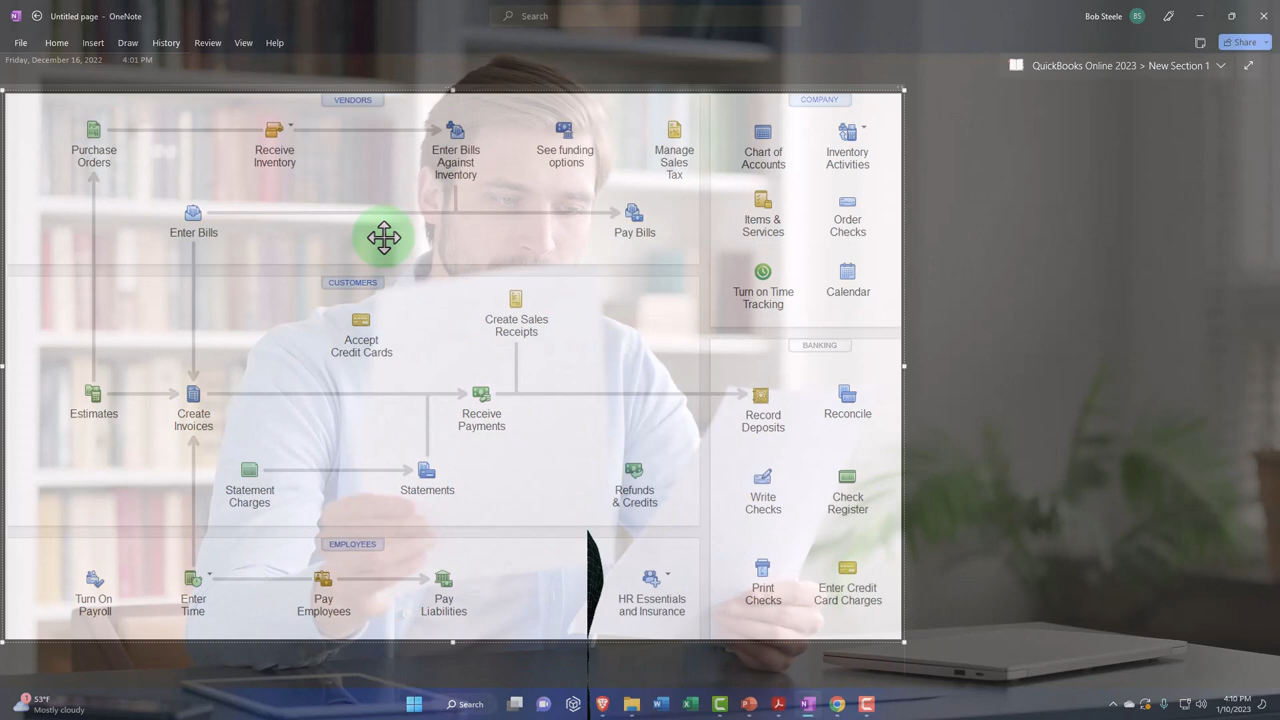 Untitled page - OneNote
Search
Bob Steele
BS
File
Home
Insert
Draw
History
Review
View
Help
Share
Friday, December 16, 2022
4:01 PM
QuickBooks Online 2023 > New Section 1
VENDORS
COMPANY
Purchase
Orders
Receive
Inventory
Enter Bills
Against
Inventory
See funding
options
Manage
Sales
Tax
Chart of
Accounts
Inventory
Activities
Enter Bills
Pay Bills
Items &
Services
Order
Checks
CUSTOMERS
Turn on Time
Tracking
Calendar
Accept
Credit Cards
Create Sales
Receipts
BANKING
Estimates
Create
Invoices
Receive
Payments
Record
Deposits
Reconcile
Statement
Charges
Statements
Refunds
& Credits
Write
Checks
Check
Register
EMPLOYEES
Turn On
Payroll
Enter
Time
Pay
Employees
Pay
Liabilities
HR Essentials
and Insurance
Print
Checks
Enter Credit
Card Charges
1
53°F
Mostly cloudy
Search
4:10 PM
1/10/2023